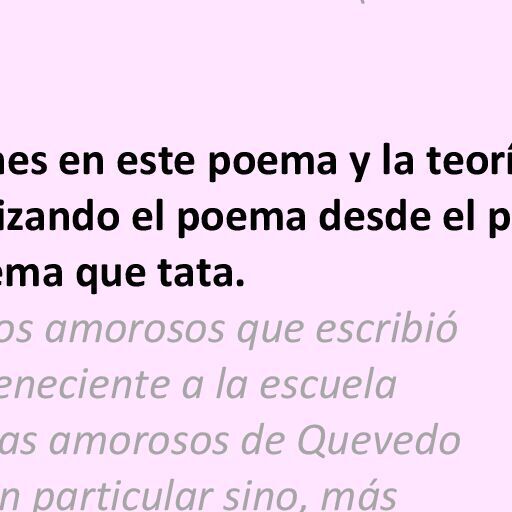 nes en este poema y la teorí
izando el poema desde el p
ema que tata.
os amorosos que escribió
eneciente a la escuela
as amorosos de Quevedo
n particular sino, más